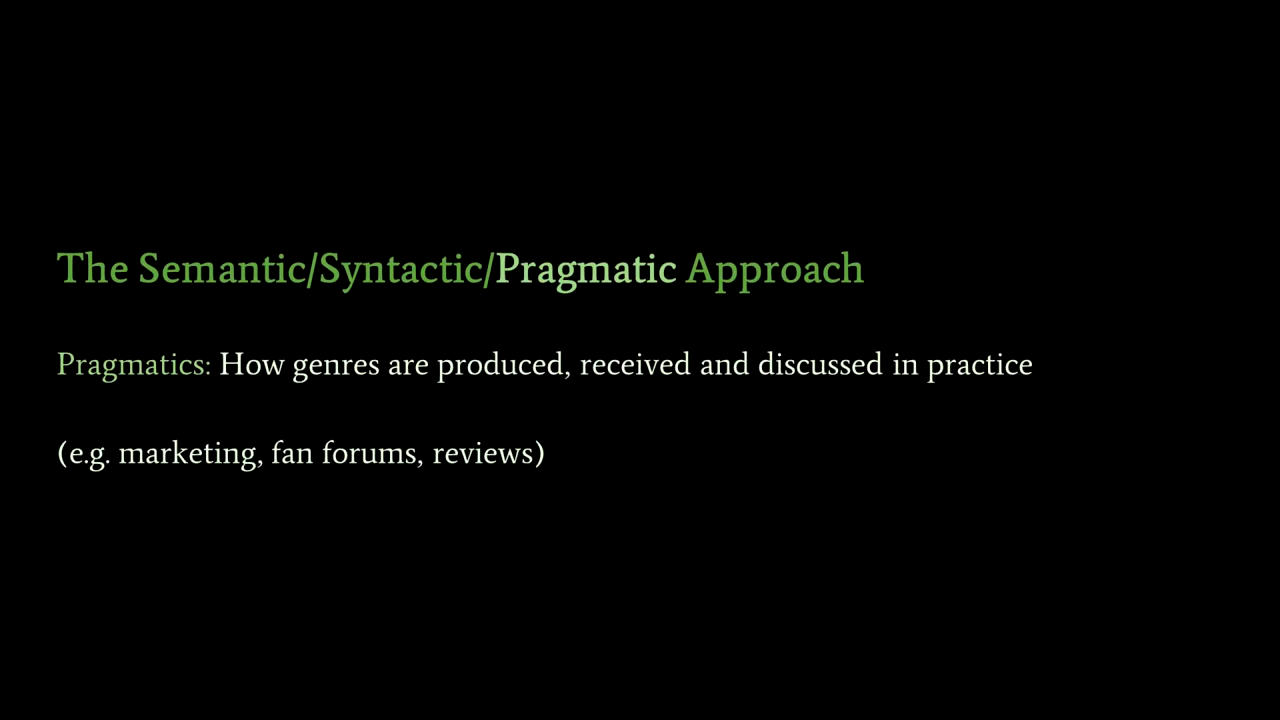 The Semantic/Syntactic/Pragmatic Approach
Pragmatics: How genres are produced, received and discussed in practice
(e.g. marketing, fan forums, reviews)